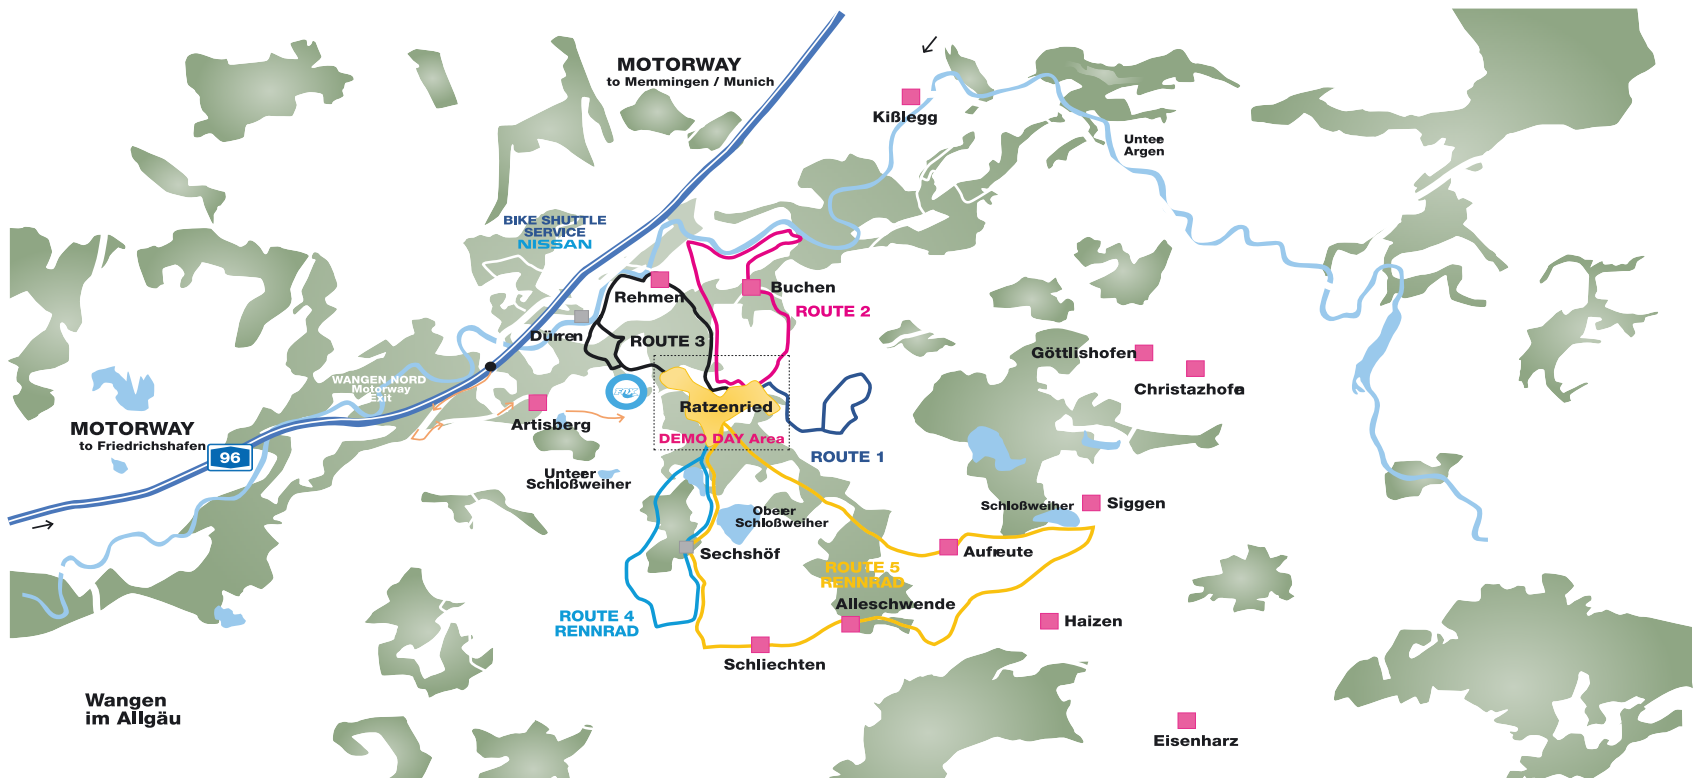 MOTORWAY
to Memmingen / Munich
Kißlegg
Unter
Argen
BIKE SHUTTLE
SERVICE
NISSAN
Rehmen
Buchen
ROUTE 2
Dürren
ROUTE 3
Göttlishofen
Christazhofen
WANGEN NORD
Motorway
Exit
Ratzenried
Artisberg
MOTORWAY
to Friedrichshafen
96
DEMO DAY Area
ROUTE 1
Unterer
Schloßweiher
Oberer
Schloßweiher
Schloßweiher
Siggen
Sechshöf
Aufreute
ROUTE 5
RENNRAD
Alleschwende
ROUTE 4
RENNRAD
Haizen
Schliechten
Wangen
im Allgäu
Eisenharz